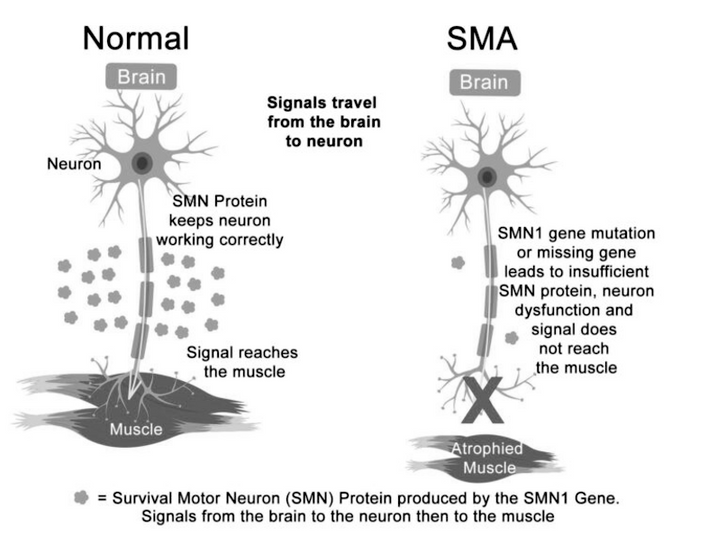 Normal
SMA
Brain
Brain
Signals travel
from the brain
to neuron
Neuron
SMN Protein
keeps neuron
working correctly
SMN1 gene mutation
or missing gene
leads to insufficient
SMN protein, neuron
dysfunction and
signal does
not reach
the muscle
Signal reaches
the muscle
X
Muscle
Atrophied
Muscle
= Survival Motor Neuron (SMN) Protein produced by the SMN1 Gene.
Signals from the brain to the neuron then to the muscle